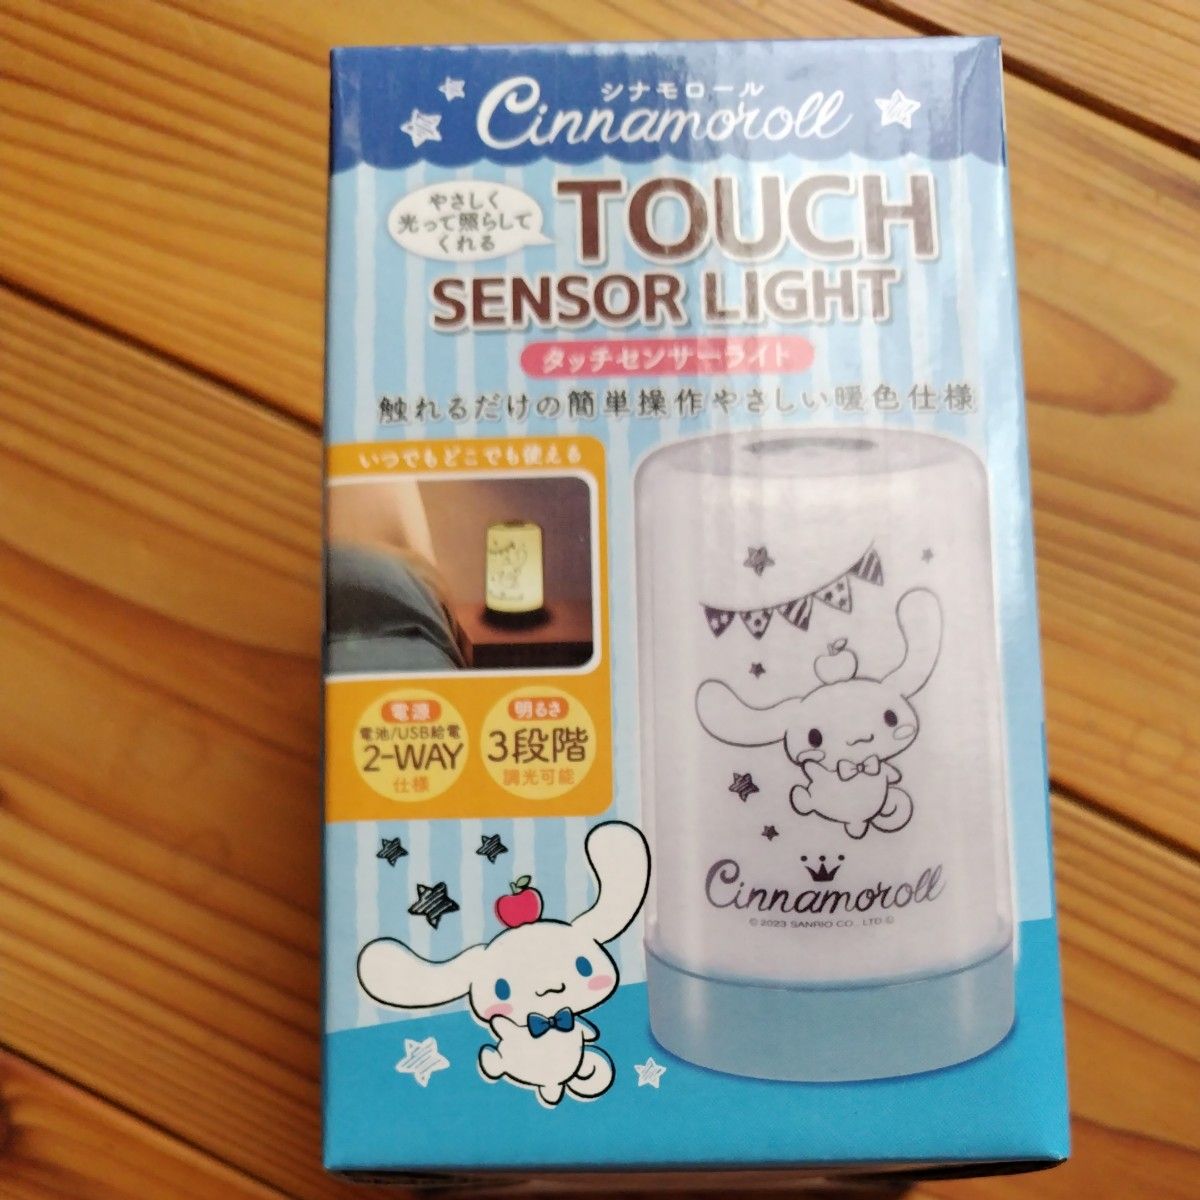 シナモロール
Cinnamoroll
やさしく
光って照らして
くれる
TOUCH
SENSOR LIGHT
タッチセンサーライト
触れるだけの簡単操作やさしい暖色仕様
いつでもどこでも使える
電源
電池/USB給電
2-WAY
仕様
明るさ
3段階
調光可能
Cinnamoroll
© 2023 SANRIO CO., LTD.